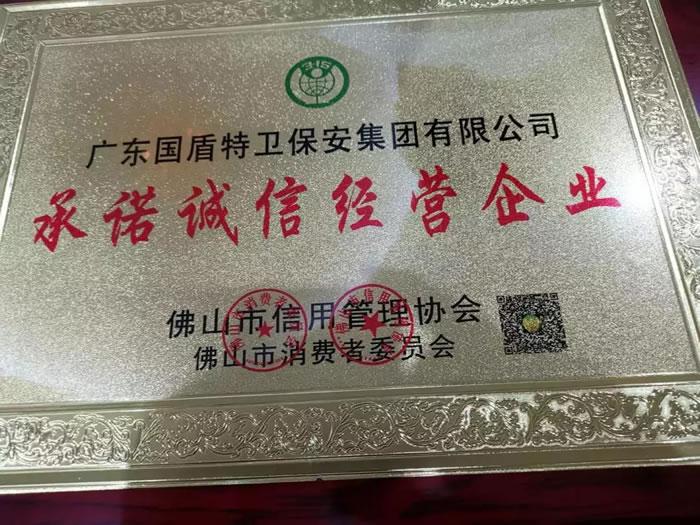 3·15
广东国盾特卫保安集团有限公司
承诺诚信经营企业
佛山市信用管理协会
佛山市消费者委员会